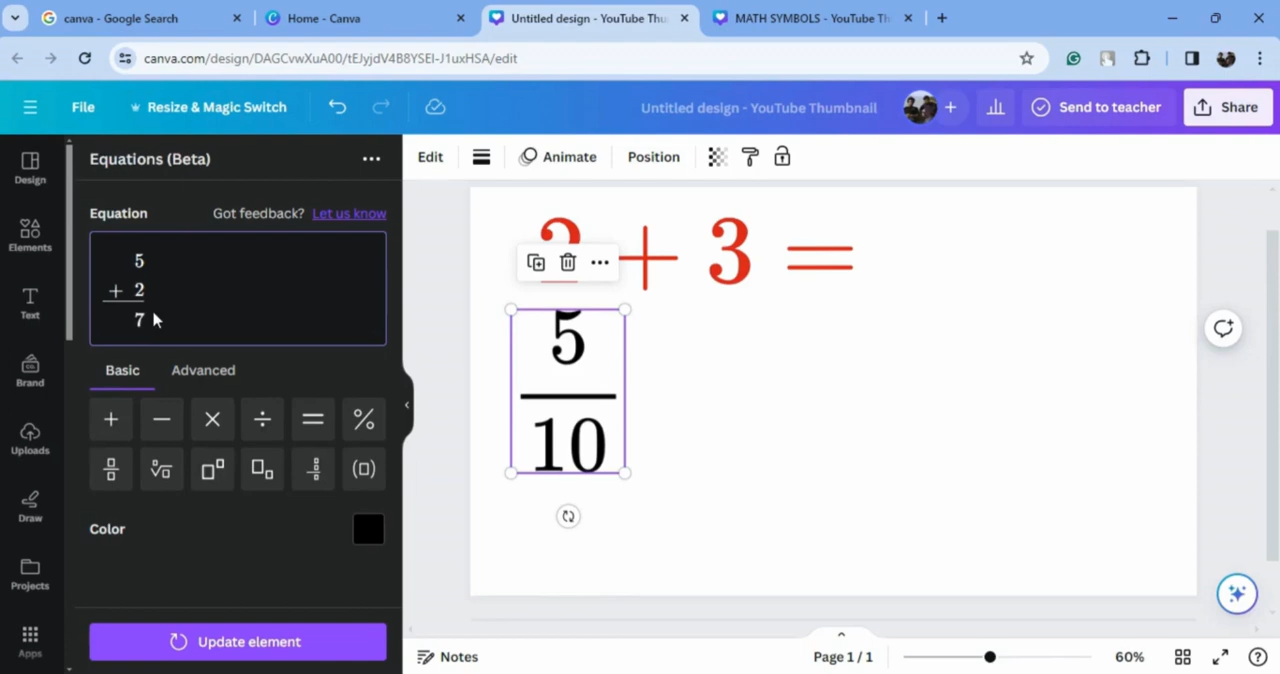 canva - Google Search
Home - Canva
Untitled design - YouTube Thu
MATH SYMBOLS - YouTube Th
canva.com/design/DAGCvwXuA00/tEJyjdV4B8YSEI-J1uxHSA/edit
File
Resize & Magic Switch
Untitled design - YouTube Thumbnail
Send to teacher
Share
Design
Elements
Text
Brand
Uploads
Draw
Projects
Apps
Equations (Beta)
Equation
Got feedback? Let us know
5
+ 2
7
Basic
Advanced
+ − × ÷ = %
Color
Update element
Edit
Animate
Position
2 + 3 =
5
10
Notes
Page 1 / 1
60%